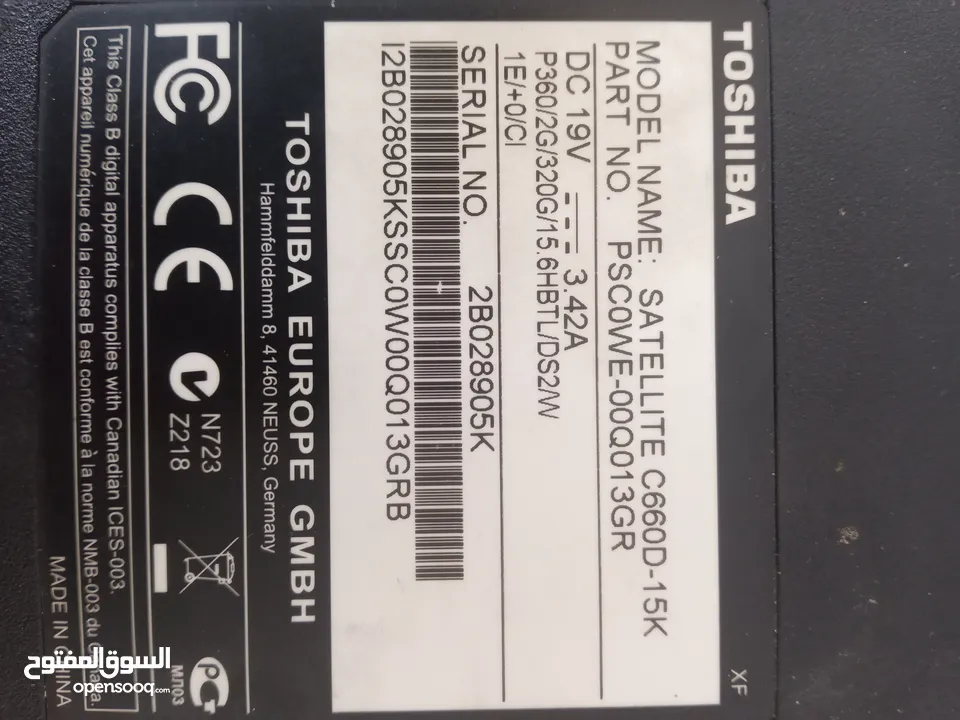 TOSHIBA
XF
MODEL NAME: SATELLITE C660D-15K
PART NO. PSC0WE-00Q013GR
DC 19V 3.42A
P360/2G/320G/15.6HBTL/DS2/W
1E/+0/CI
SERIAL NO. 2B028905K
I2B028905KSSC0W00Q013GRB
TOSHIBA EUROPE GMBH
Hammfelddamm 8, 41460 NEUSS, Germany
FC CE N723
Z218
МЛ03
This Class B digital apparatus complies with Canadian ICES-003.
Cet appareil numérique de la classe B est conforme à la norme NMB-003 du Canada.
MADE IN CHINA
السوق المفتوح
opensooq.com